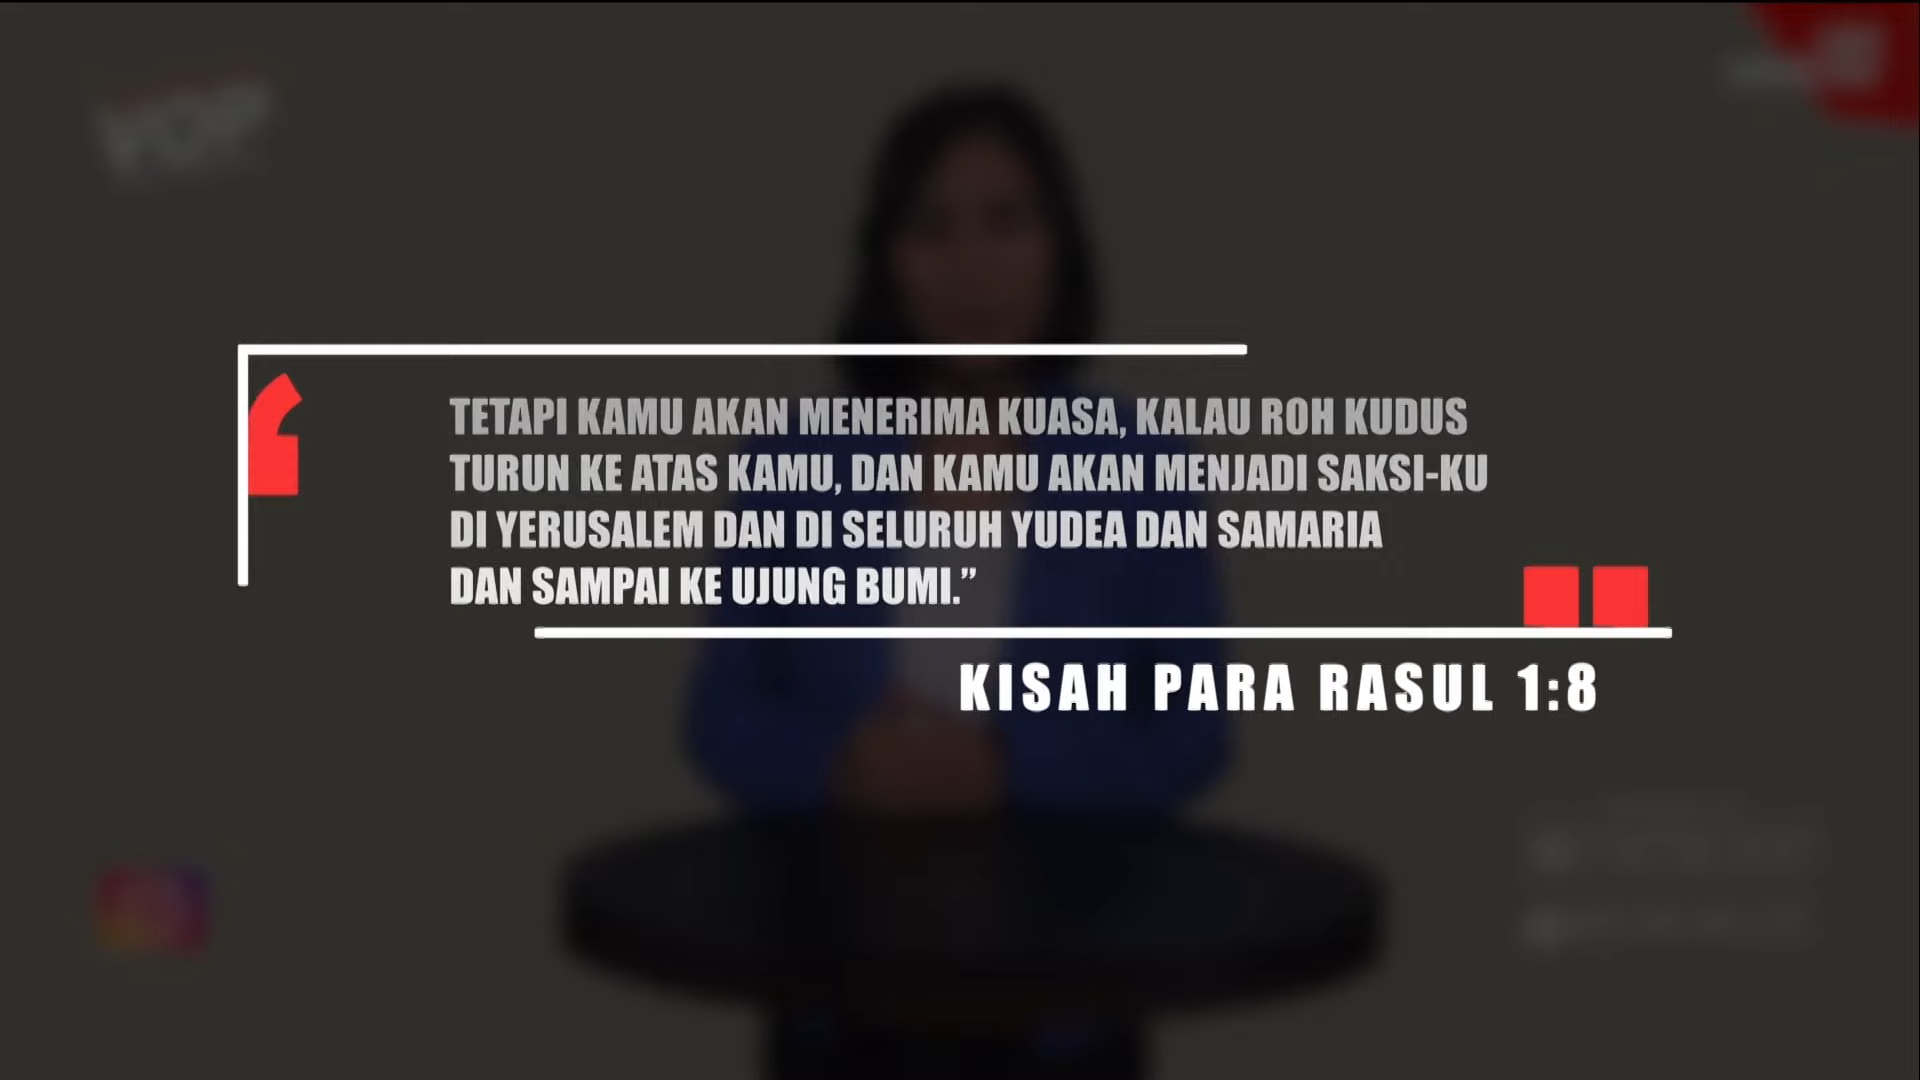 TETAPI KAMU AKAN MENERIMA KUASA, KALAU ROH KUDUS
TURUN KE ATAS KAMU, DAN KAMU AKAN MENJADI SAKSI-KU
DI YERUSALEM DAN DI SELURUH YUDEA DAN SAMARIA
DAN SAMPAI KE UJUNG BUMI.”
KISAH PARA RASUL 1:8